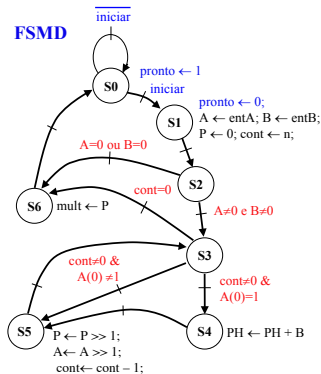 iniciar
FSMD
pronto ← 1
S0
iniciar
pronto ← 0;
S1
A ← entA; B ← entB;
P ← 0; cont ← n;
A=0 ou B=0
S2
cont=0
S6
mult ← P
A≠0 e B≠0
S3
cont≠0 &
A(0) ≠1
cont≠0 &
A(0)=1
S5
S4
PH ← PH + B
P ← P >> 1;
A← A >> 1;
cont← cont – 1;